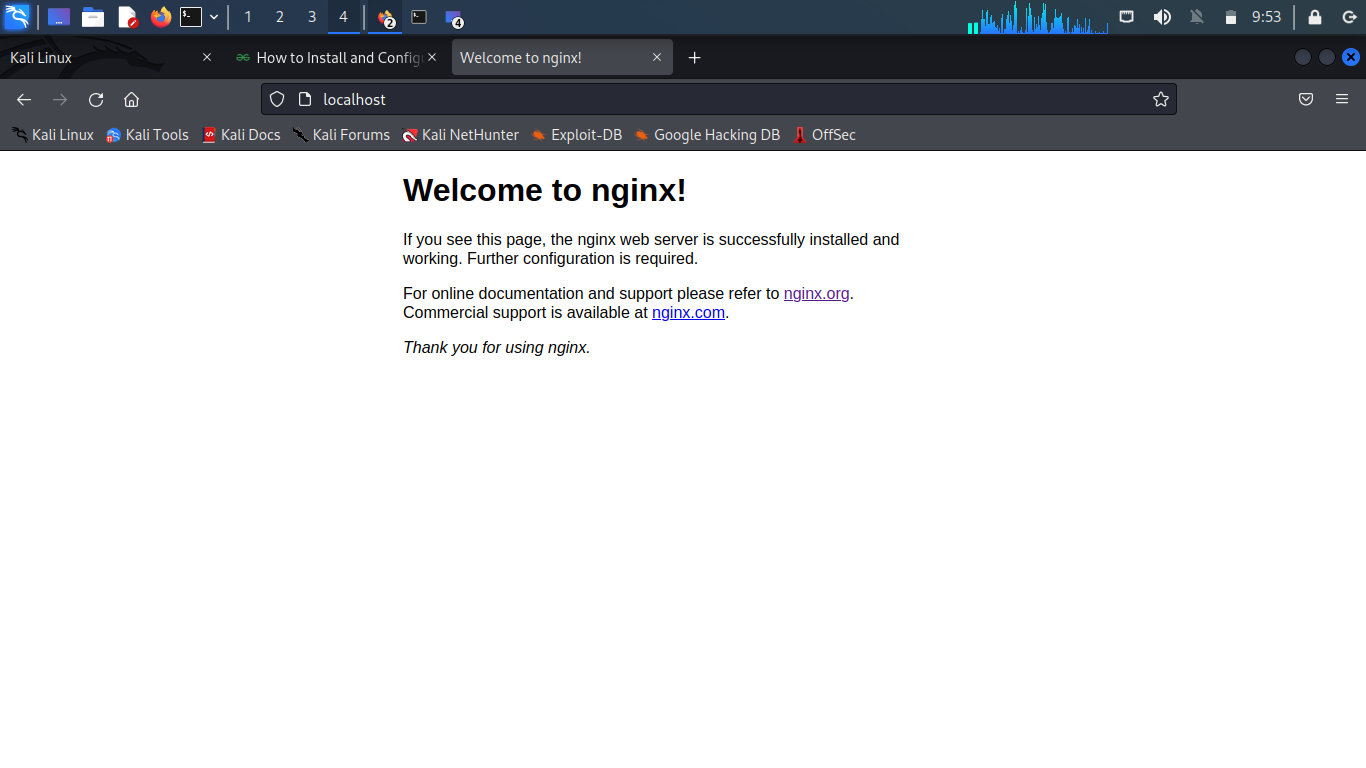 1 2 3 4 2 4 9:53
Kali Linux How to Install and Config Welcome to nginx!
localhost
Kali Linux Kali Tools Kali Docs Kali Forums Kali NetHunter Exploit-DB Google Hacking DB OffSec
Welcome to nginx!
If you see this page, the nginx web server is successfully installed and
working. Further configuration is required.
For online documentation and support please refer to nginx.org.
Commercial support is available at nginx.com.
Thank you for using nginx.